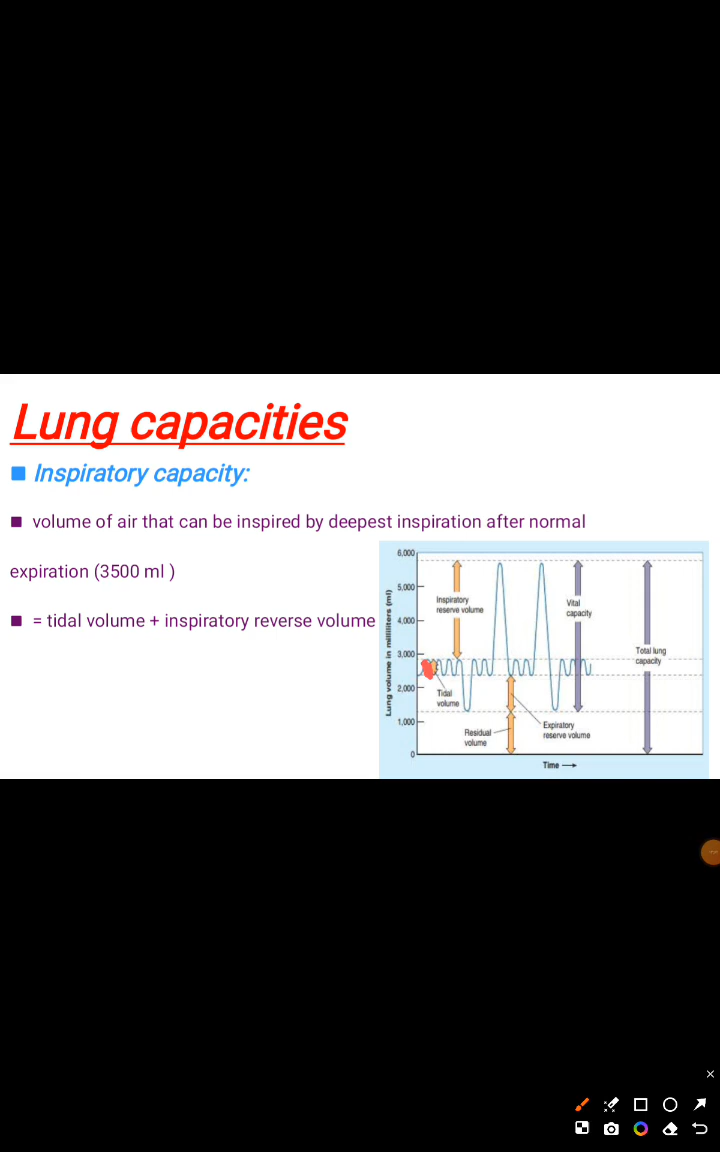 Lung capacities
Inspiratory capacity:
volume of air that can be inspired by deepest inspiration after normal
expiration (3500 ml )
= tidal volume + inspiratory reverse volume
Lung volume in milliliters (ml)
6,000
5,000
4,000
3,000
2,000
1,000
0
Inspiratory
reserve volume
Vital
capacity
Total lung
capacity
Tidal
volume
Residual
volume
Expiratory
reserve volume
Time